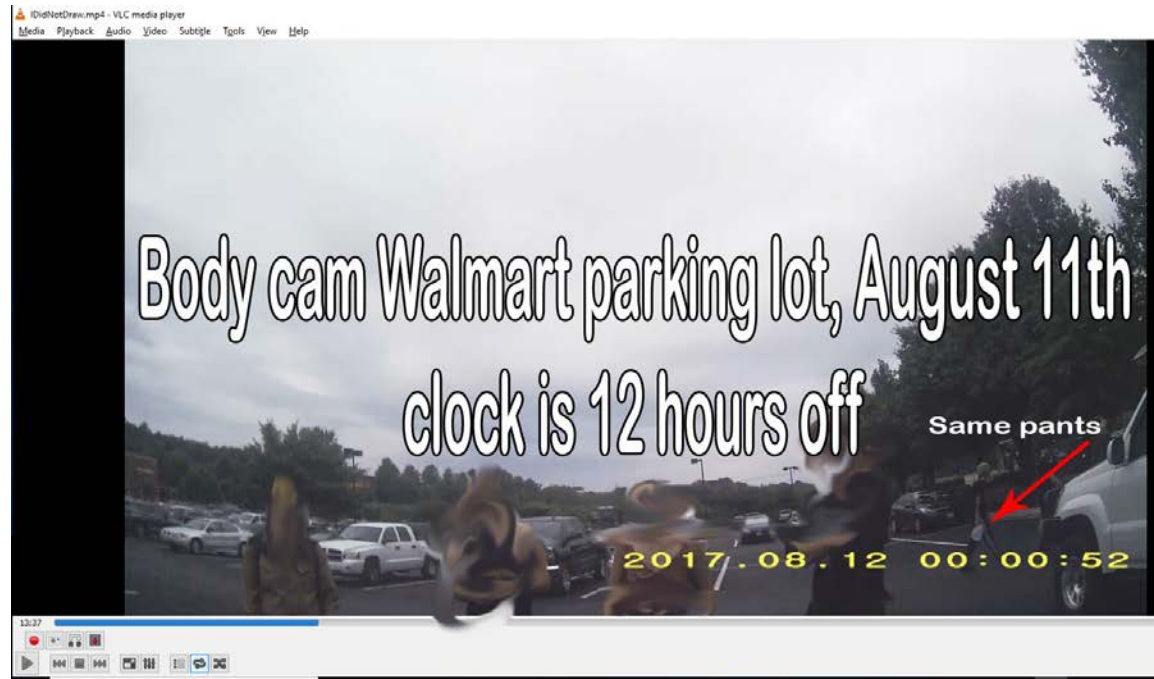 IDidNotDraw.mp4 - VLC media player
Media Playback Audio Video Subtitle Tools View Help
Body cam Walmart parking lot, August 11th
clock is 12 hours off
Same pants
2017.08.12 00:00:52
13:37